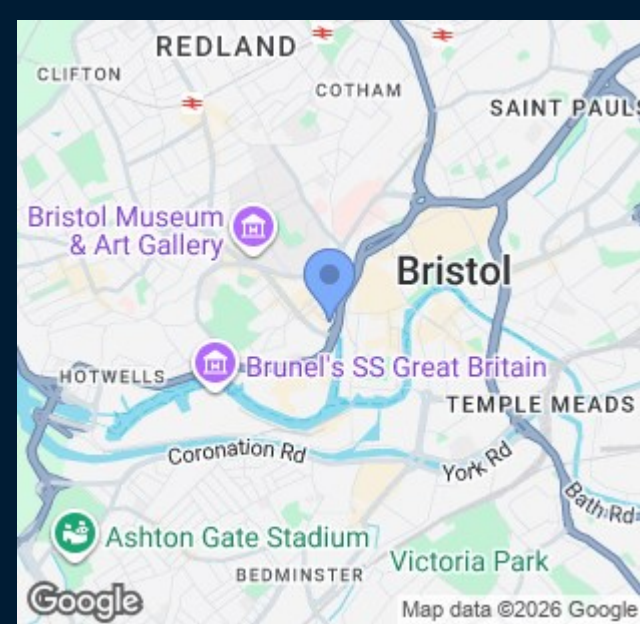 REDLAND
CLIFTON
COTHAM
SAINT PAULS
Bristol Museum
& Art Gallery
Bristol
HOTWELLS
Brunel's SS Great Britain
TEMPLE MEADS
Coronation Rd
York Rd
Bath Rd
Ashton Gate Stadium
Victoria Park
BEDMINSTER
Google
Map data ©2026 Google